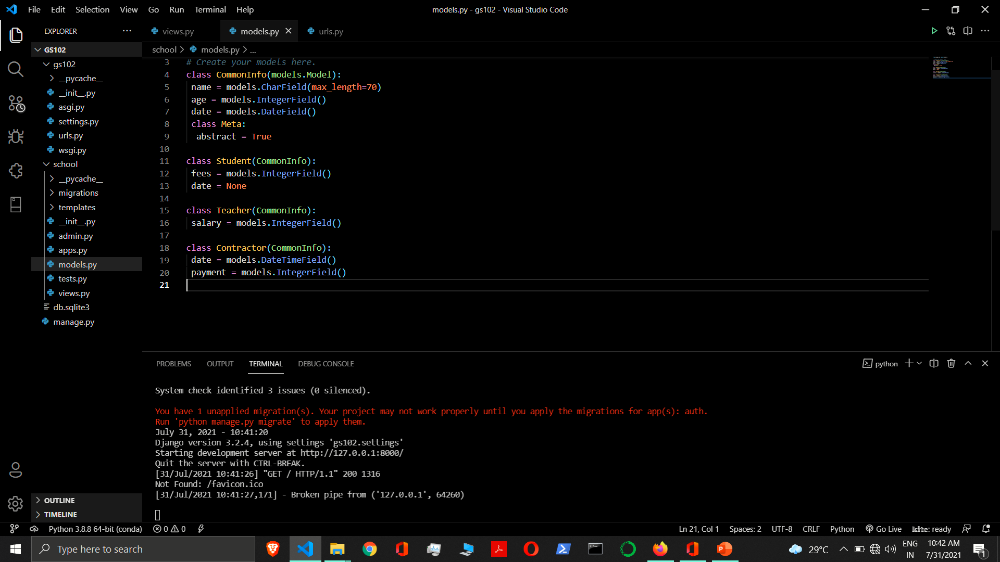 File Edit Selection View Go Run Terminal Help
models.py - gs102 - Visual Studio Code
EXPLORER
views.py
models.py
urls.py
GS102
gs102
__pycache__
__init__.py
asgi.py
settings.py
urls.py
wsgi.py
school
__pycache__
migrations
templates
__init__.py
admin.py
apps.py
models.py
tests.py
views.py
db.sqlite3
manage.py
OUTLINE
TIMELINE
school > models.py > ...
3 # Create your models here.
4 class CommonInfo(models.Model):
5 name = models.CharField(max_length=70)
6 age = models.IntegerField()
7 date = models.DateField()
8 class Meta:
9 abstract = True
10
11 class Student(CommonInfo):
12 fees = models.IntegerField()
13 date = None
14
15 class Teacher(CommonInfo):
16 salary = models.IntegerField()
17
18 class Contractor(CommonInfo):
19 date = models.DateTimeField()
20 payment = models.IntegerField()
21
PROBLEMS OUTPUT TERMINAL DEBUG CONSOLE
python
System check identified 3 issues (0 silenced).
You have 1 unapplied migration(s). Your project may not work properly until you apply the migrations for app(s): auth.
Run 'python manage.py migrate' to apply them.
July 31, 2021 - 10:41:20
Django version 3.2.4, using settings 'gs102.settings'
Starting development server at http://127.0.0.1:8000/
Quit the server with CTRL-BREAK.
[31/Jul/2021 10:41:26] "GET / HTTP/1.1" 200 1316
Not Found: /favicon.ico
[31/Jul/2021 10:41:27,171] - Broken pipe from ('127.0.0.1', 64260)
Python 3.8.8 64-bit (conda) 0 0
Ln 21, Col 1 Spaces: 2 UTF-8 CRLF Python Go Live kite: ready
Type here to search
29°C
ENG
IN
10:42 AM
7/31/2021
1